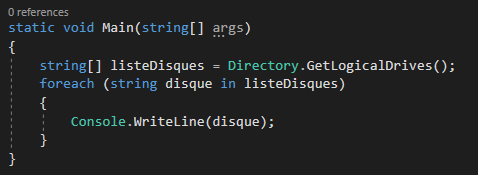 0 references
static void Main(string[] args)
{
    string[] listeDisques = Directory.GetLogicalDrives();
    foreach (string disque in listeDisques)
    {
        Console.WriteLine(disque);
    }
}